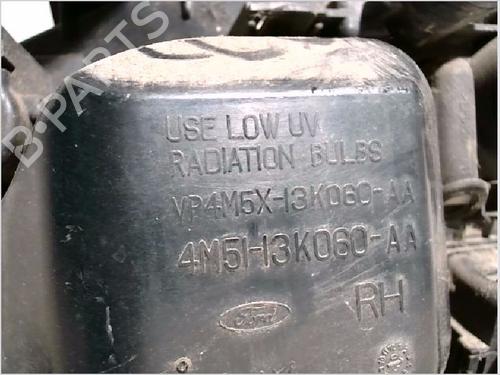 B-PARTS
USE LOW UV
RADIATION BULBS
VP4M5X-13K060-AA
4M51-13K060-AA
RH
Ford